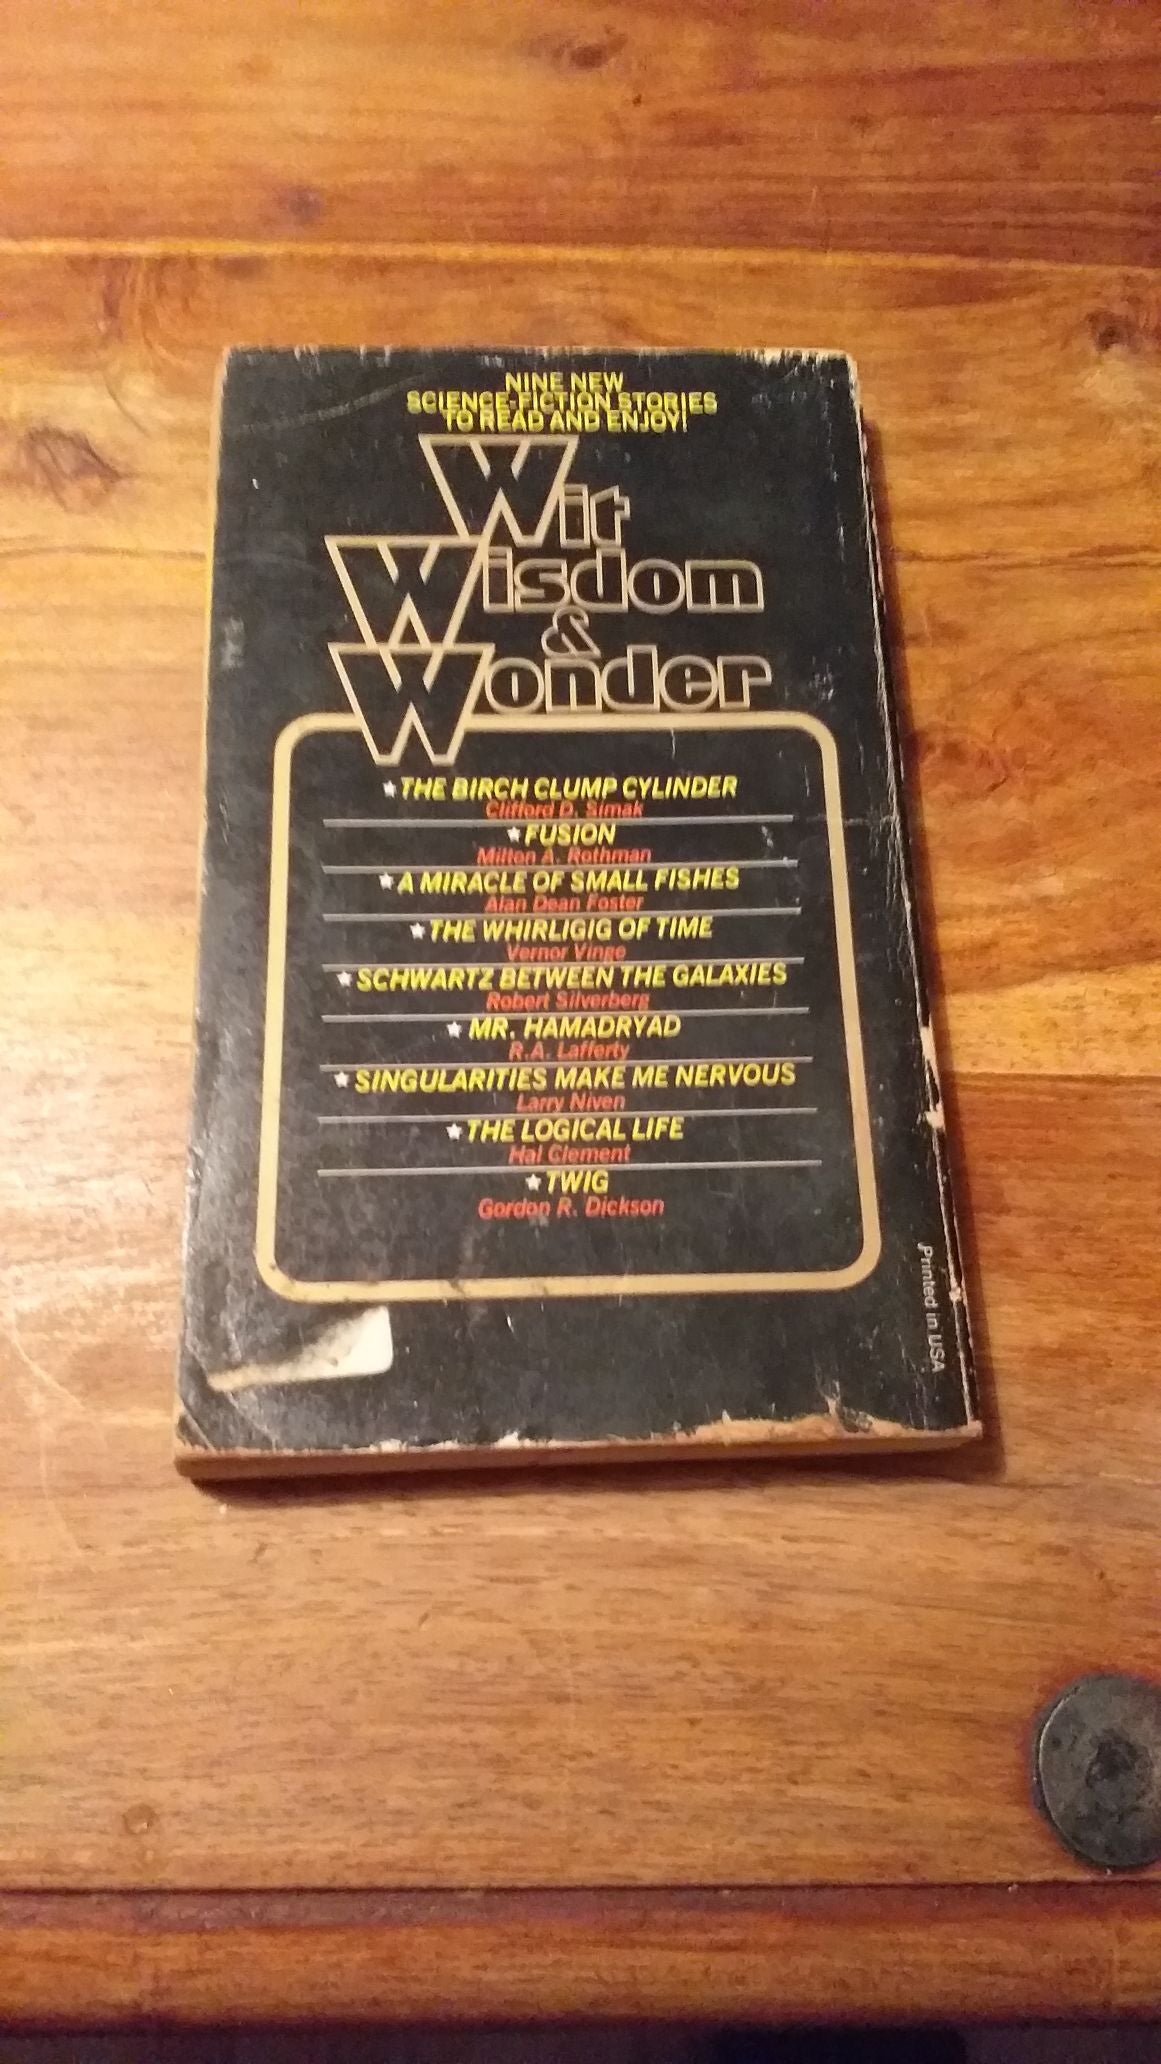 NINE NEW
SCIENCE-FICTION STORIES
TO READ AND ENJOY!
Wit
Wisdom
&
Wonder
★ THE BIRCH CLUMP CYLINDER
Clifford D. Simak
★ FUSION
Milton A. Rothman
★ A MIRACLE OF SMALL FISHES
Alan Dean Foster
★ THE WHIRLIGIG OF TIME
Vernor Vinge
★ SCHWARTZ BETWEEN THE GALAXIES
Robert Silverberg
★ MR. HAMADRYAD
R.A. Lafferty
★ SINGULARITIES MAKE ME NERVOUS
Larry Niven
★ THE LOGICAL LIFE
Hal Clement
★ TWIG
Gordon R. Dickson
Printed in USA